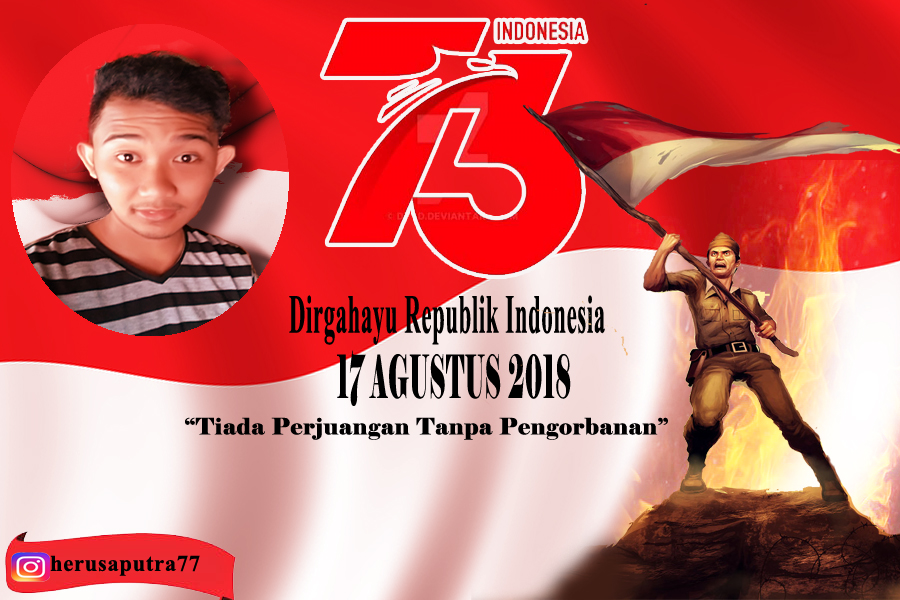 INDONESIA
73
Dirgahayu Republik Indonesia
17 AGUSTUS 2018
“Tiada Perjuangan Tanpa Pengorbanan”
herusaputra77